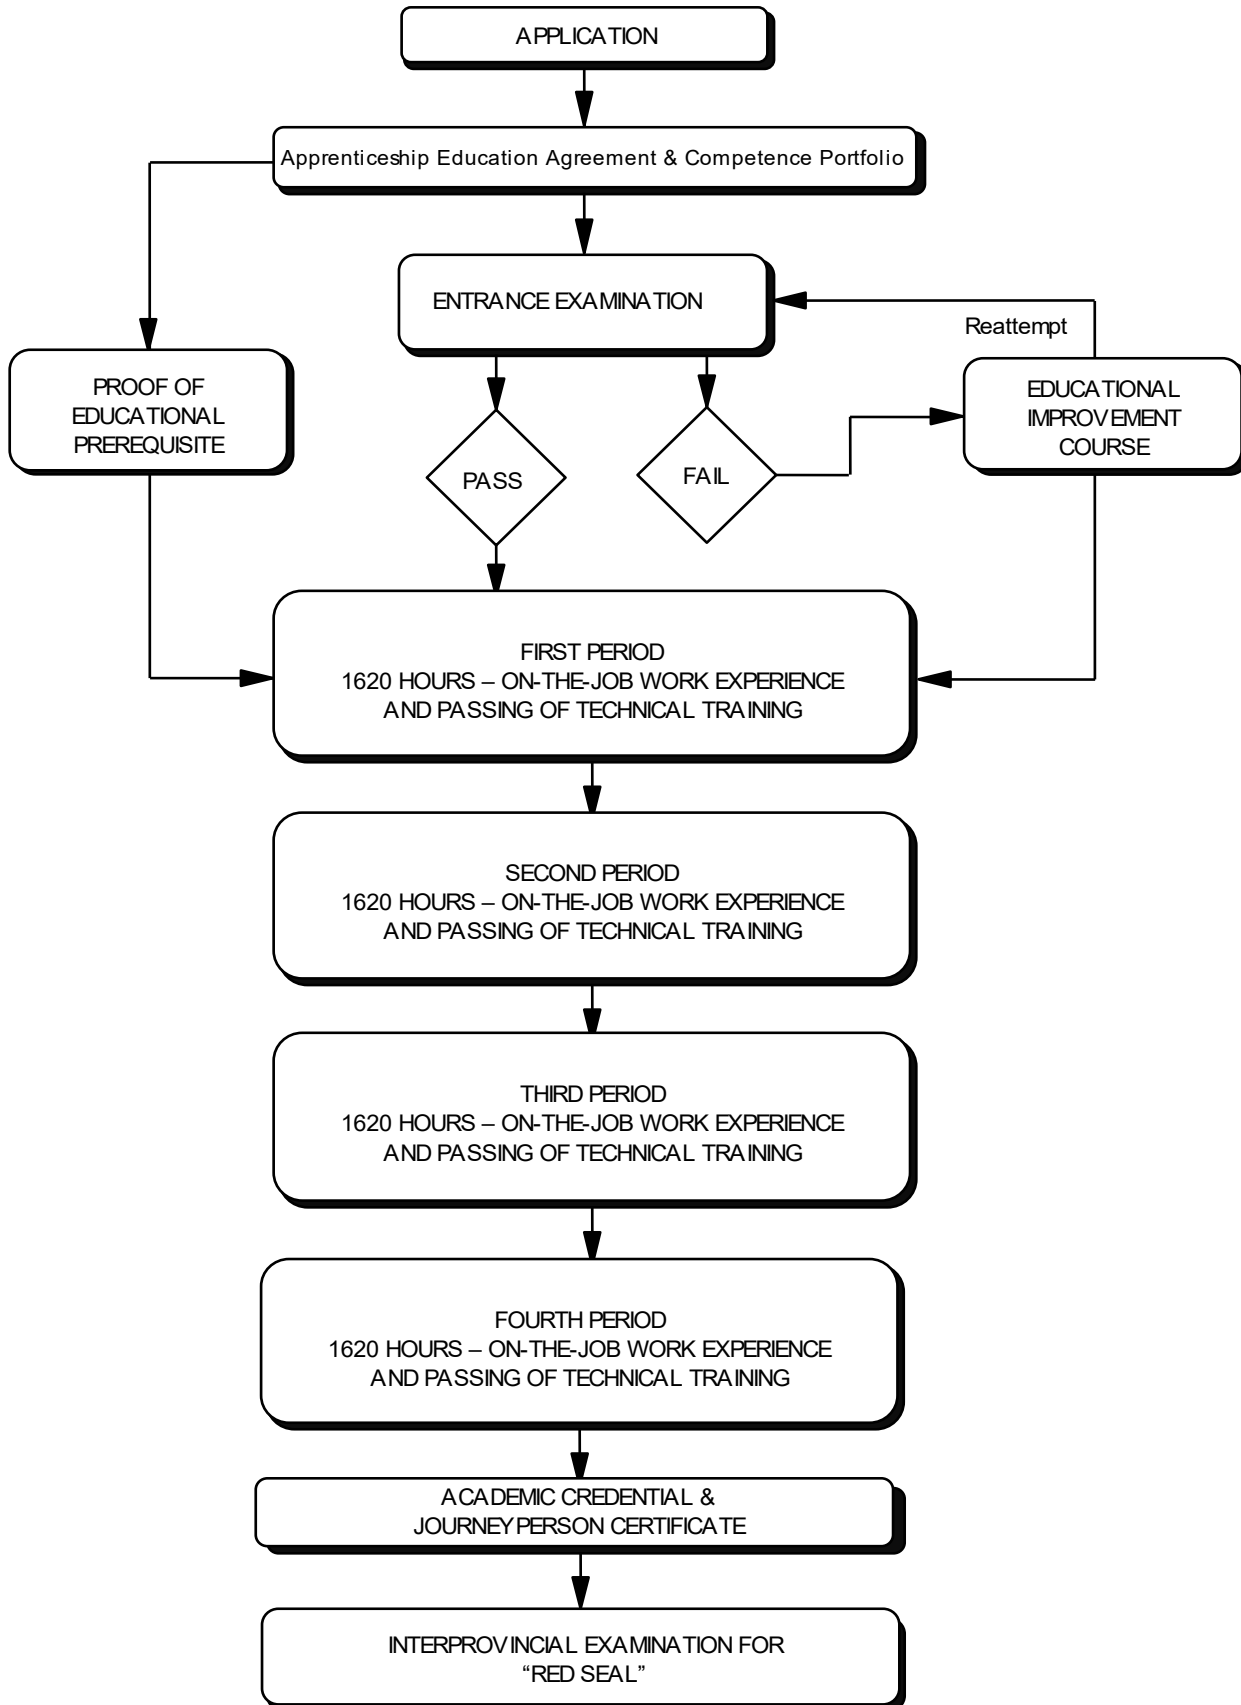 APPLICATION
Apprenticeship Education Agreement & Competence Portfolio
ENTRANCE EXAMINATION
Reattempt
PROOF OF
EDUCATIONAL
PREREQUISITE
EDUCATIONAL
IMPROVEMENT
COURSE
PASS
FAIL
FIRST PERIOD
1620 HOURS – ON-THE-JOB WORK EXPERIENCE
AND PASSING OF TECHNICAL TRAINING
SECOND PERIOD
1620 HOURS – ON-THE-JOB WORK EXPERIENCE
AND PASSING OF TECHNICAL TRAINING
THIRD PERIOD
1620 HOURS – ON-THE-JOB WORK EXPERIENCE
AND PASSING OF TECHNICAL TRAINING
FOURTH PERIOD
1620 HOURS – ON-THE-JOB WORK EXPERIENCE
AND PASSING OF TECHNICAL TRAINING
ACADEMIC CREDENTIAL &
JOURNEYPERSON CERTIFICATE
INTERPROVINCIAL EXAMINATION FOR
“RED SEAL”